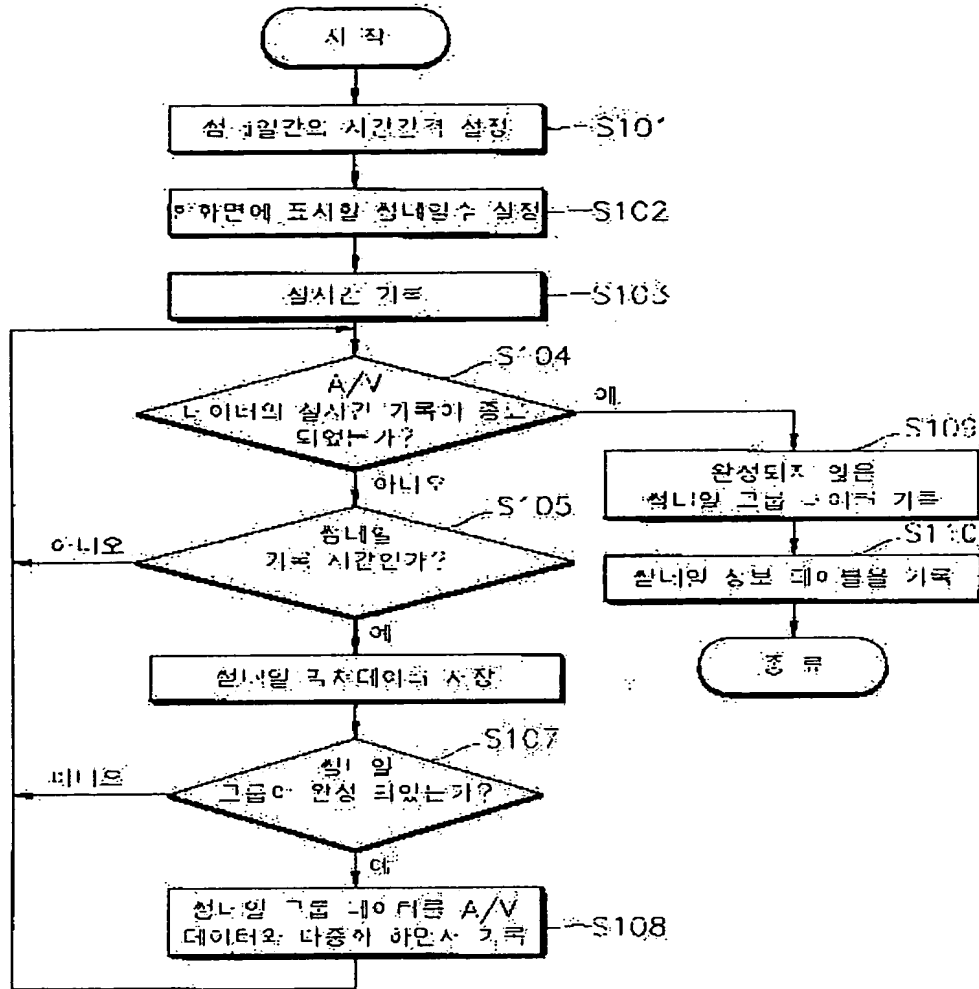 시 작
썸네일간의 시간간격 설정
S101
한 화면에 표시할 썸네일수 설정
S102
실시간 기록
S103
S104
A/V
데이터의 실시간 기록이 종료
되었는가?
예
아니오
S109
완성되지 않은
썸네일 그룹 데이터 기록
S105
썸네일
기록 시간인가?
아니오
S110
썸네일 정보 테이블을 기록
예
종 료
썸네일 픽쳐데이터 저장
S107
썸네일
그룹이 완성 되었는가?
아니오
예
썸네일 그룹 데이터를 A/V
데이터와 다중화 하면서 기록
S108